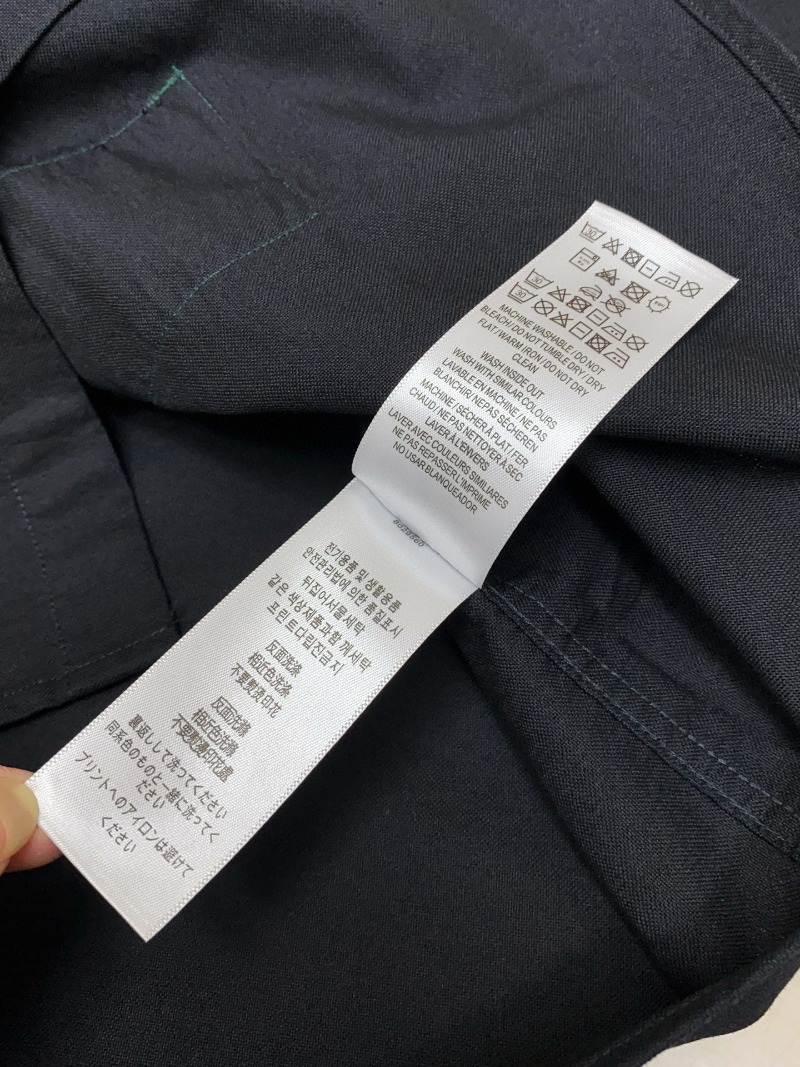 MACHINE WASHABLE / DO NOT
BLEACH / DO NOT TUMBLE DRY / DRY
FLAT / WARM IRON / DO NOT DRY
CLEAN
WASH INSIDE OUT
WASH WITH SIMILAR COLOURS
LAVABLE EN MACHINE / NE PAS
BLANCHIR / NE PAS SÉCHER EN
MACHINE / SÉCHER À PLAT / FER
CHAUD / NE PAS NETTOYER À SEC
LAVER À L'ENVERS
LAVER AVEC COULEURS SIMILIARES
NE PAS REPASSER L'IMPRIME
NO USAR BLANQUEADOR
전기용품 및 생활용품
안전관리법에 의한 품질표시
뒤집어서물세탁
같은 색상제품과함 께세탁
프린트다림진금 지
反面洗滌
相近色洗滌
不要熨燙印花
反面洗滌
相近色洗滌
不要熨燙印花處
裏返しして洗ってください
同系色のものと一緒に洗ってく
ださい
プリントへのアイロンは避けて
ください